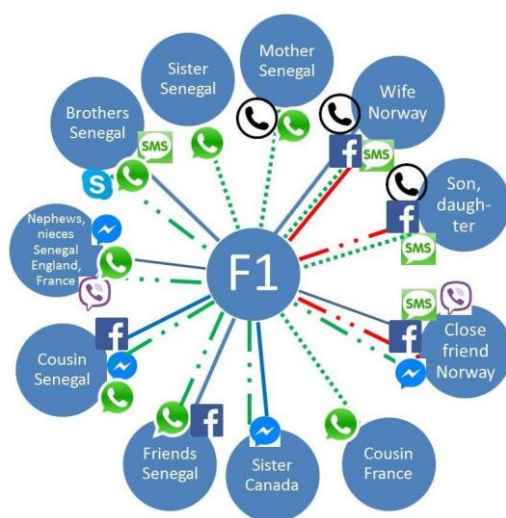 Mother
Senegal
Sister
Senegal
Wife
Norway
Brothers
Senegal
SMS
SMS
Son,
daugh-
ter
SMS
Nephews,
nieces
Senegal
England,
France
F1
SMS
Close
friend
Norway
Cousin
Senegal
Friends
Senegal
Sister
Canada
Cousin
France